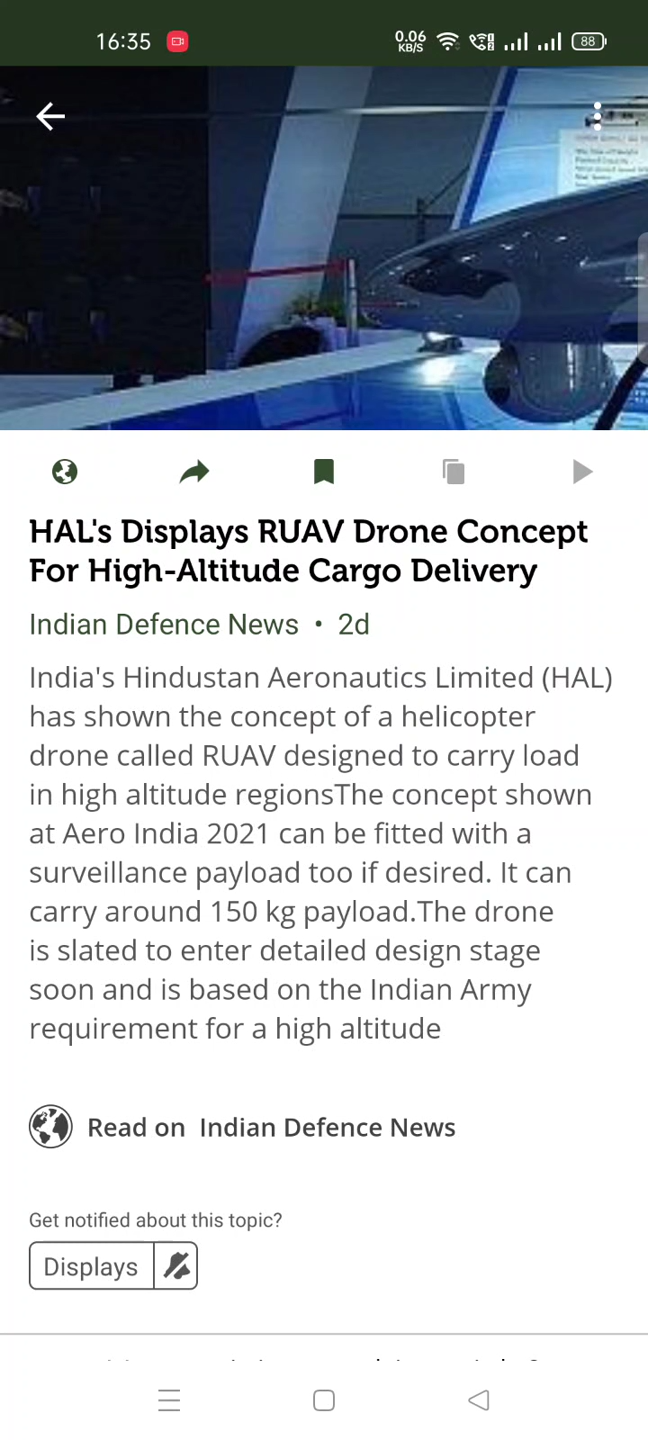 16:35
0.06
KB/S
88
HAL's Displays RUAV Drone Concept
For High-Altitude Cargo Delivery
Indian Defence News • 2d
India's Hindustan Aeronautics Limited (HAL)
has shown the concept of a helicopter
drone called RUAV designed to carry load
in high altitude regionsThe concept shown
at Aero India 2021 can be fitted with a
surveillance payload too if desired. It can
carry around 150 kg payload.The drone
is slated to enter detailed design stage
soon and is based on the Indian Army
requirement for a high altitude
Read on Indian Defence News
Get notified about this topic?
Displays